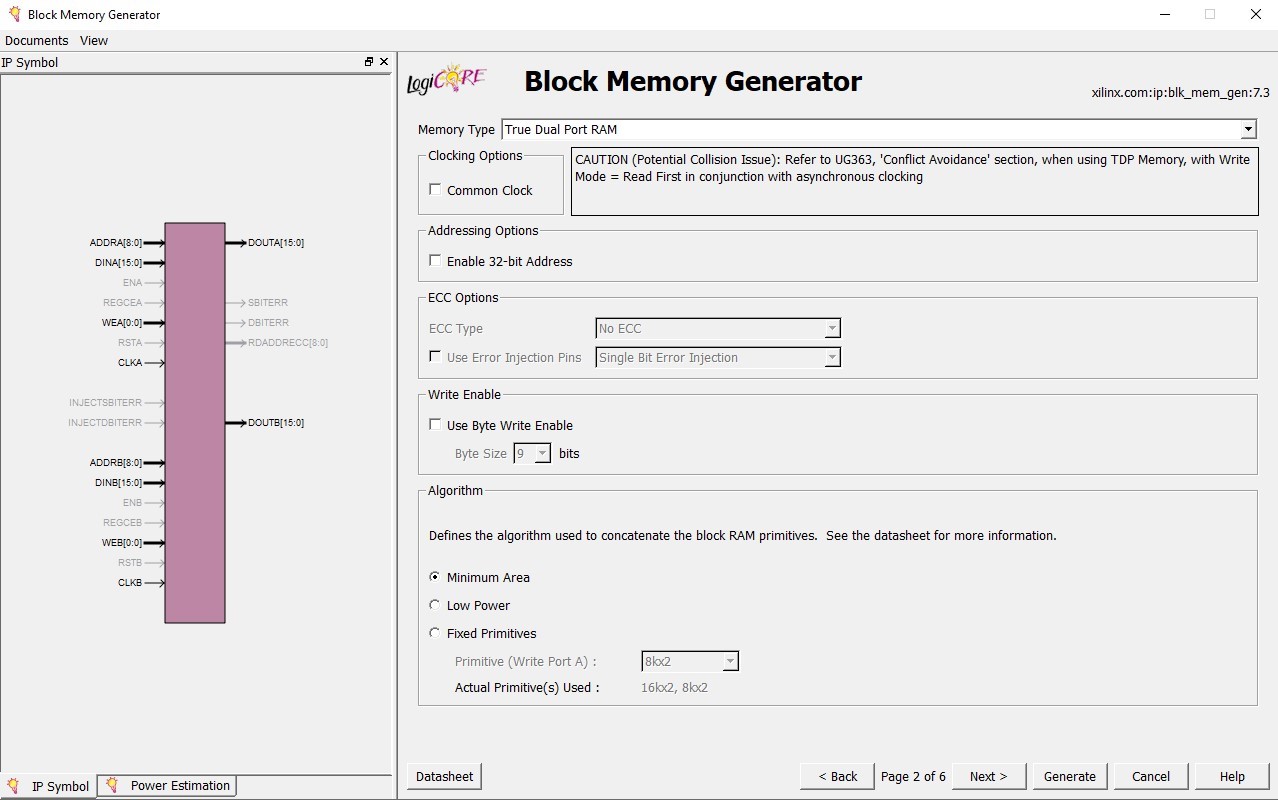 Block Memory Generator
Documents View
IP Symbol
ADDRA[8:0]
DOUTA[15:0]
DINA[15:0]
ENA
REGCEA
SBITERR
WEA[0:0]
DBITERR
RSTA
RDADDRECC[8:0]
CLKA
INJECTSBITERR
INJECTDBITERR
DOUTB[15:0]
ADDRB[8:0]
DINB[15:0]
ENB
REGCEB
WEB[0:0]
RSTB
CLKB
IP Symbol
Power Estimation
LogiCORE
Block Memory Generator
xilinx.com:ip:blk_mem_gen:7.3
Memory Type True Dual Port RAM
Clocking Options
Common Clock
CAUTION (Potential Collision Issue): Refer to UG363, 'Conflict Avoidance' section, when using TDP Memory, with Write
Mode = Read First in conjunction with asynchronous clocking
Addressing Options
Enable 32-bit Address
ECC Options
ECC Type No ECC
Use Error Injection Pins Single Bit Error Injection
Write Enable
Use Byte Write Enable
Byte Size 9 bits
Algorithm
Defines the algorithm used to concatenate the block RAM primitives. See the datasheet for more information.
Minimum Area
Low Power
Fixed Primitives
Primitive (Write Port A) : 8kx2
Actual Primitive(s) Used : 16kx2, 8kx2
Datasheet
< Back
Page 2 of 6
Next >
Generate
Cancel
Help